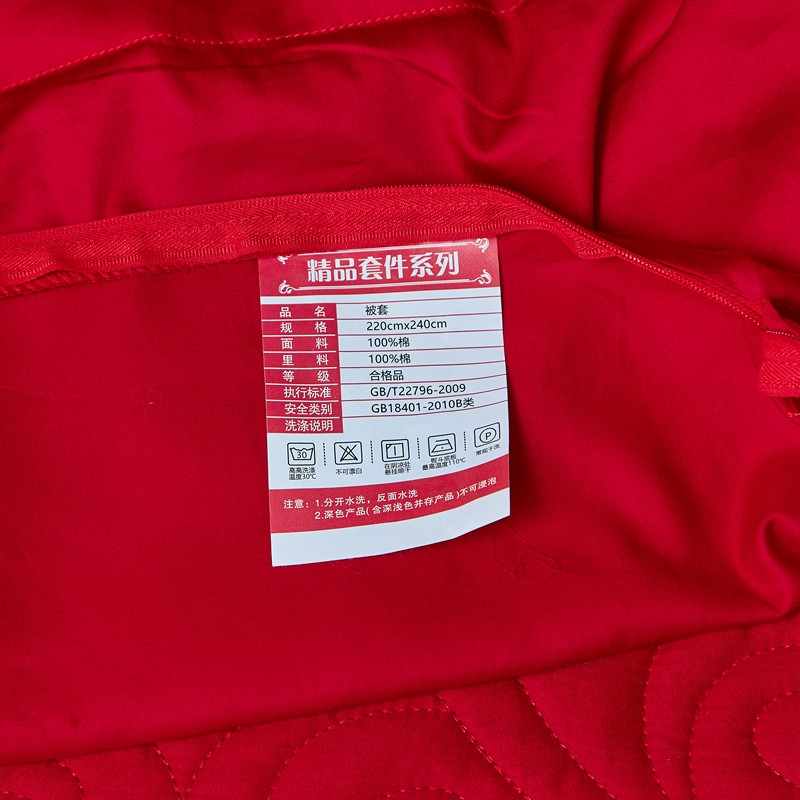 精品套件系列
品 名 被套
规 格 220cmx240cm
面 料 100%棉
里 料 100%棉
等 级 合格品
执行标准 GB/T22796-2009
安全类别 GB18401-2010B类
洗涤说明
30
P
高高洗涤 温度30℃
不可漂白
在阴凉处 悬挂晾干
熨斗底板 最高温度110℃
常规干洗
注意：1.分开水洗，反面水洗
2.深色产品(含深浅色并存产品)不可浸泡